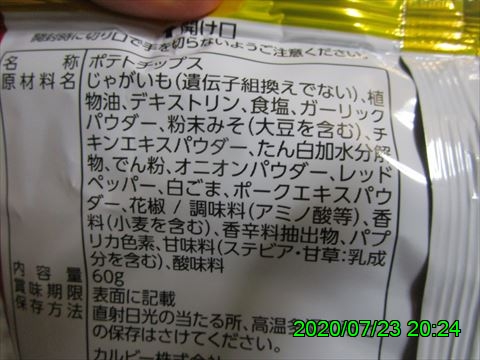 開け口
開封時に切り口で手を切らないようご注意ください。
名称 ポテトチップス
原材料名 じゃがいも(遺伝子組換えでない)、植
物油、デキストリン、食塩、ガーリック
パウダー、粉末みそ(大豆を含む)、チ
キンエキスパウダー、たん白加水分解
物、でん粉、オニオンパウダー、レッド
ペッパー、白ごま、ポークエキスパウ
ダー、花椒 / 調味料(アミノ酸等)、香
料(小麦を含む)、香辛料抽出物、パプ
リカ色素、甘味料(ステビア・甘草:乳成
分を含む)、酸味料
内容量 60g
賞味期限 表面に記載
保存方法 直射日光の当たる所、高温多
の保存はさけてください。
カルビー株式会社
2020/07/23 20:24